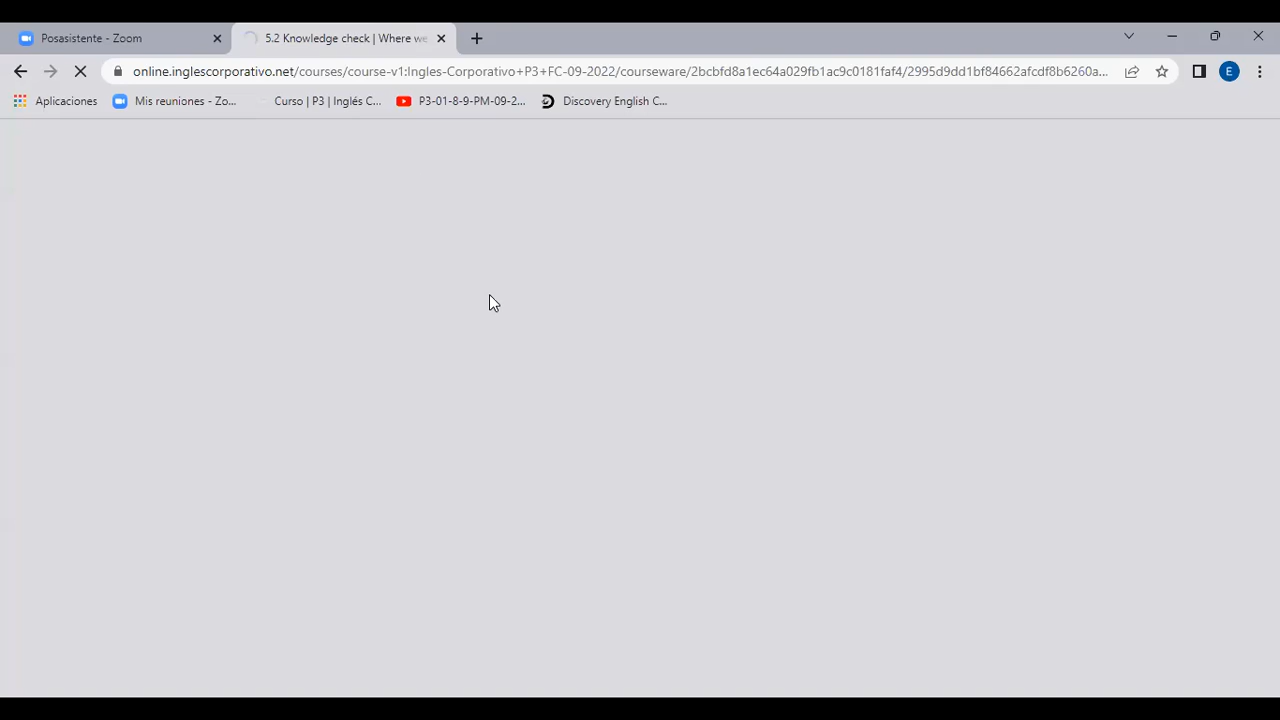 Posasistente - Zoom
5.2 Knowledge check | Where we
online.inglescorporativo.net/courses/course-v1:Ingles-Corporativo+P3+FC-09-2022/courseware/2bcbfd8a1ec64a029fb1ac9c0181faf4/2995d9dd1bf84662afcdf8b6260a...
E
Aplicaciones
Mis reuniones - Zo...
Curso | P3 | Inglés C...
P3-01-8-9-PM-09-2...
Discovery English C...